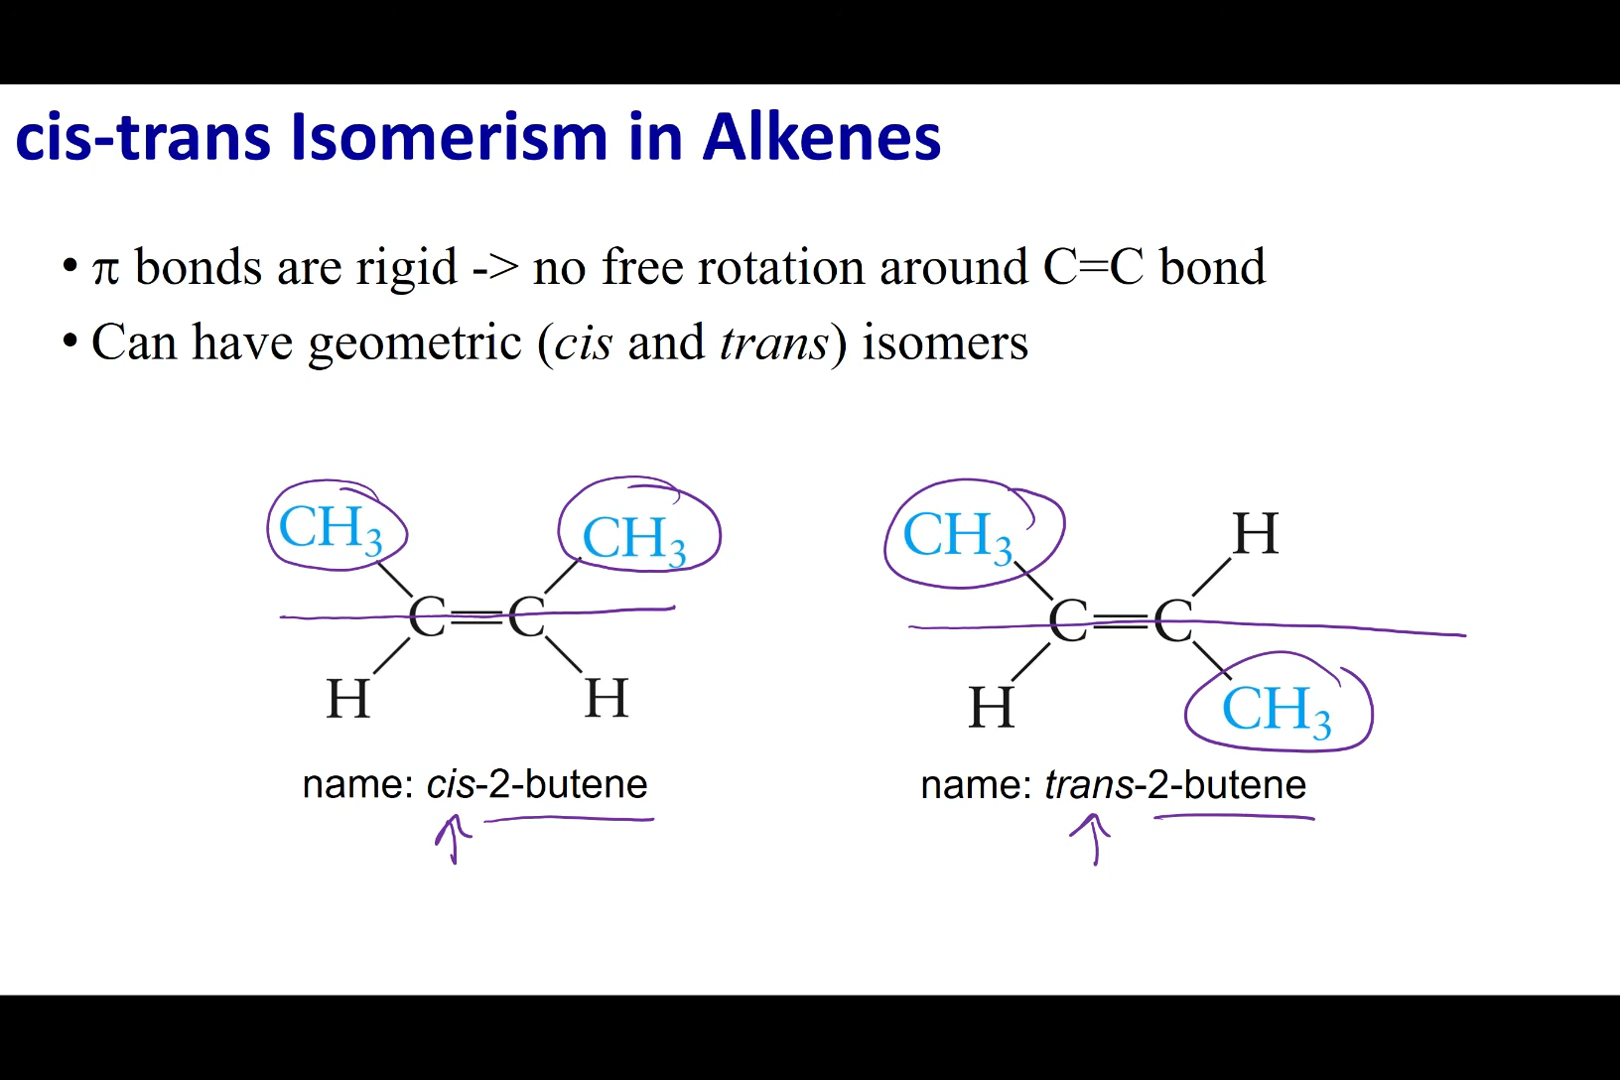 cis-trans Isomerism in Alkenes
• π bonds are rigid -> no free rotation around C=C bond
• Can have geometric (cis and trans) isomers
CH₃ CH₃
C=C
H H
name: cis-2-butene
CH₃ H
C=C
H CH₃
name: trans-2-butene